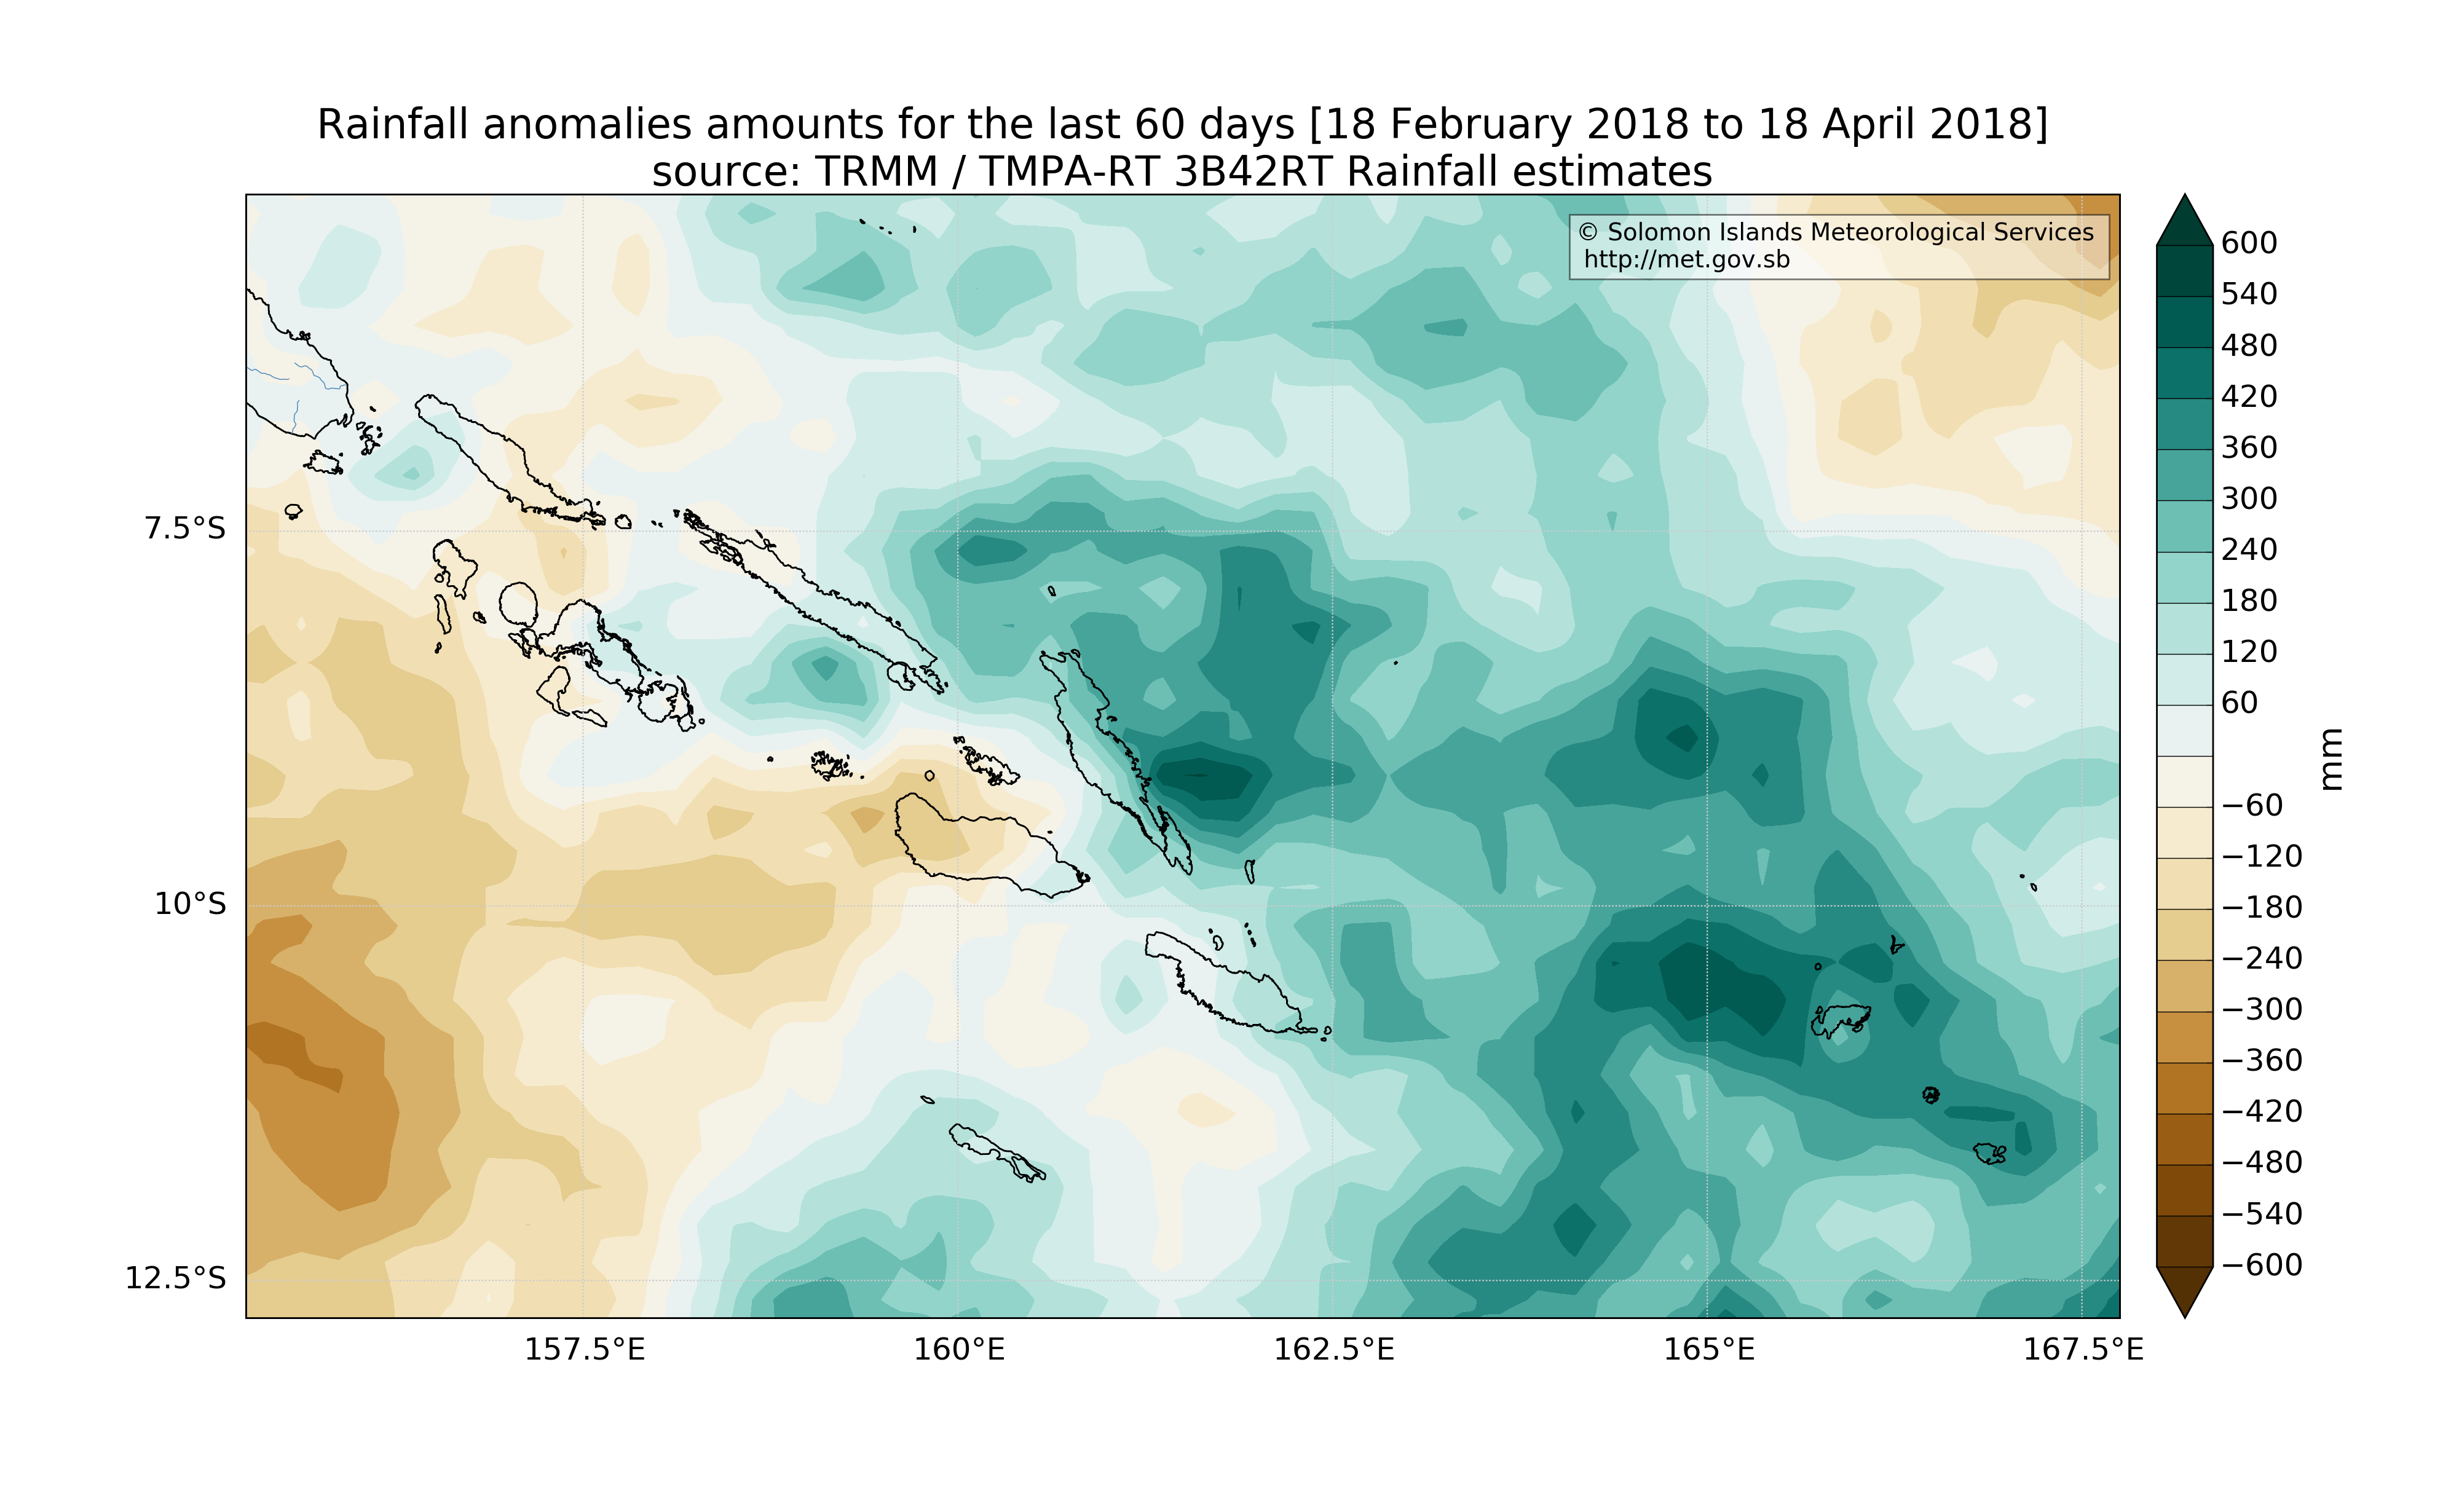 Rainfall anomalies amounts for the last 60 days [18 February 2018 to 18 April 2018]
source: TRMM / TMPA-RT 3B42RT Rainfall estimates
© Solomon Islands Meteorological Services
http://met.gov.sb
7.5°S
10°S
12.5°S
157.5°E
160°E
162.5°E
165°E
167.5°E
600
540
480
420
360
300
240
180
120
60
−60
−120
−180
−240
−300
−360
−420
−480
−540
−600
mm